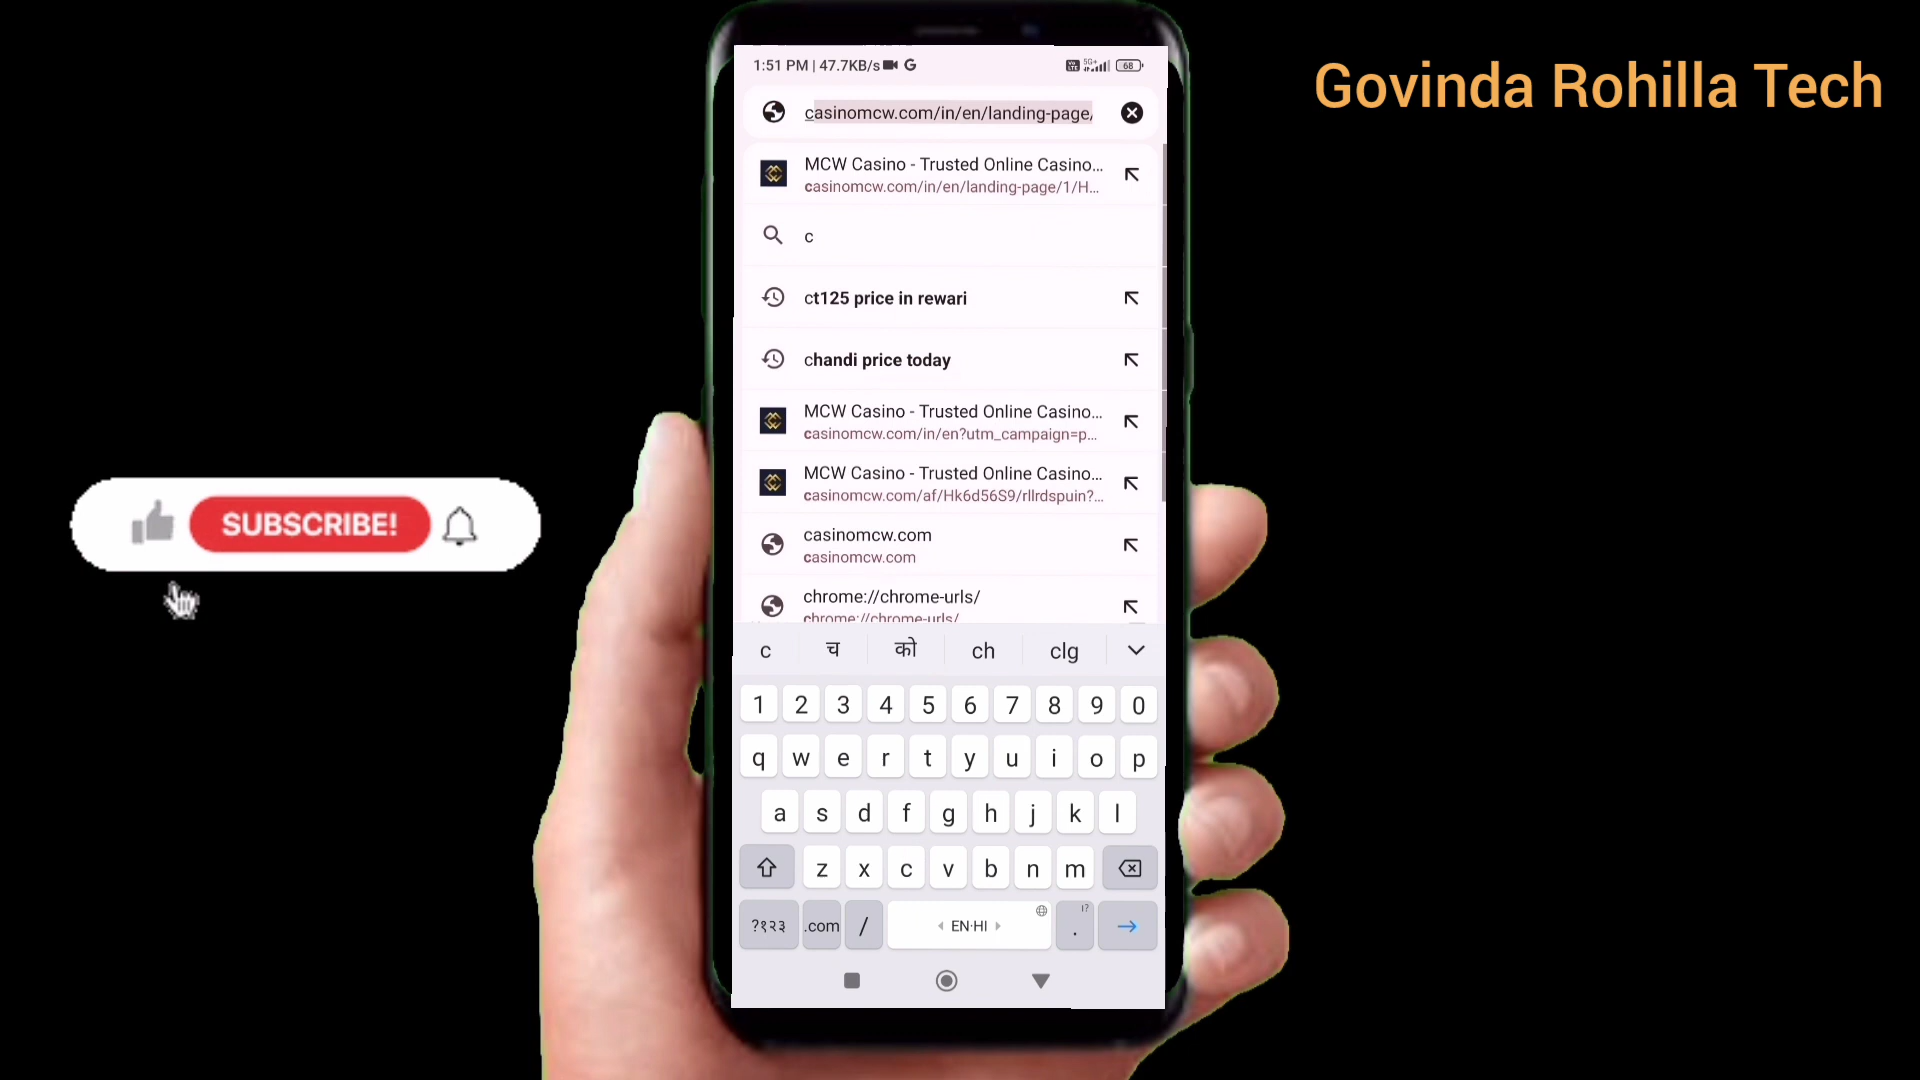 Govinda Rohilla Tech
1:51 PM | 47.7KB/s G 5G+ 68
casinomcw.com/in/en/landing-page/
MCW Casino - Trusted Online Casino...
casinomcw.com/in/en/landing-page/1/H...
c
ct125 price in rewari
chandi price today
MCW Casino - Trusted Online Casino...
casinomcw.com/in/en?utm_campaign=p...
MCW Casino - Trusted Online Casino...
casinomcw.com/af/Hk6d56S9/rllrdspuin?...
casinomcw.com
casinomcw.com
chrome://chrome-urls/
chrome://chrome-urls/
SUBSCRIBE!
c च को ch clg
1 2 3 4 5 6 7 8 9 0
q w e r t y u i o p
a s d f g h j k l
z x c v b n m
?१२३ .com / EN·HI . !?